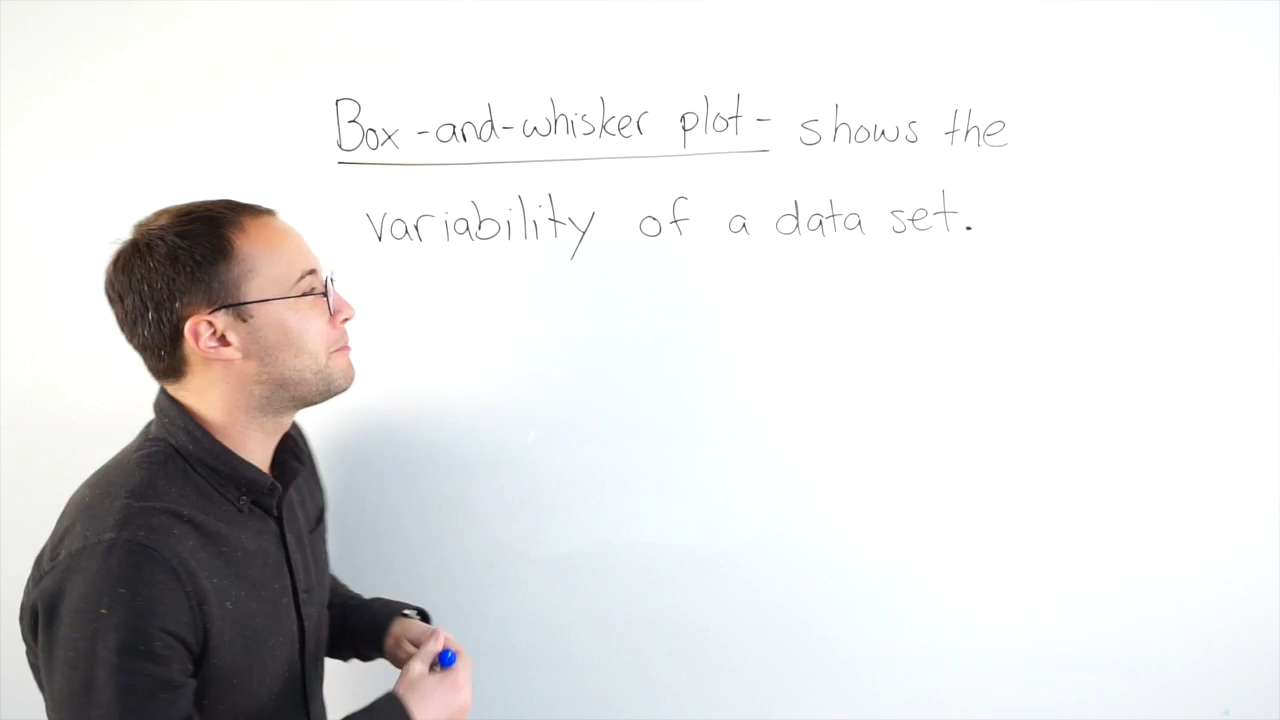 Box-and-whisker plot- shows the
variability of a data set.